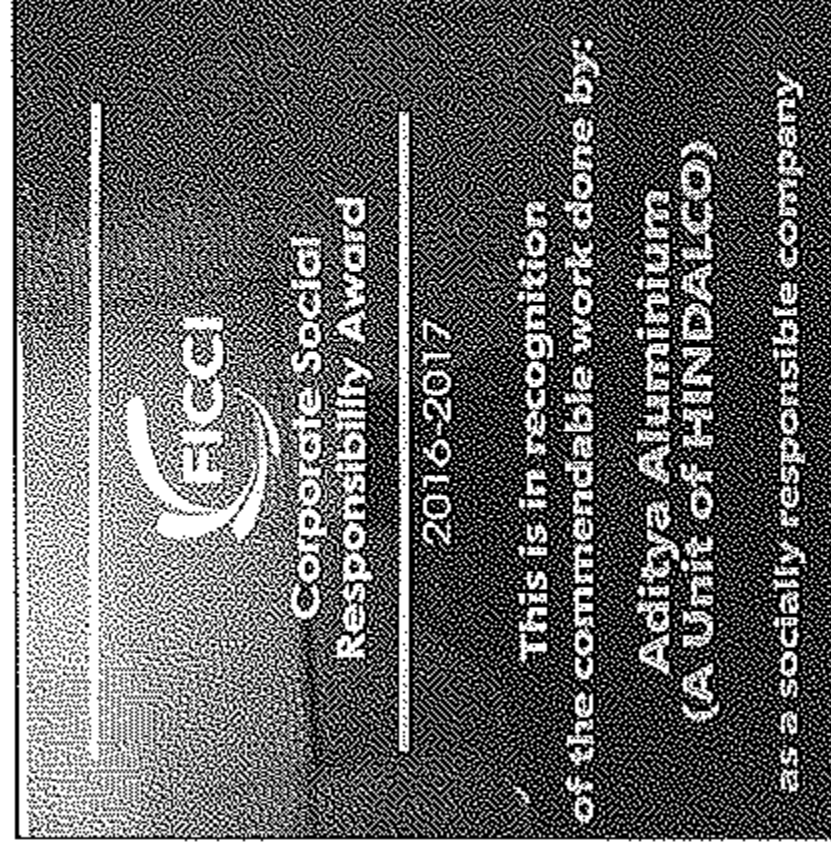 FICCI
Corporate Social
Responsibility Award
2016-2017
This is in recognition
of the commendable work done by:
Aditya Aluminium
(A Unit of HINDALCO)
as a socially responsible company